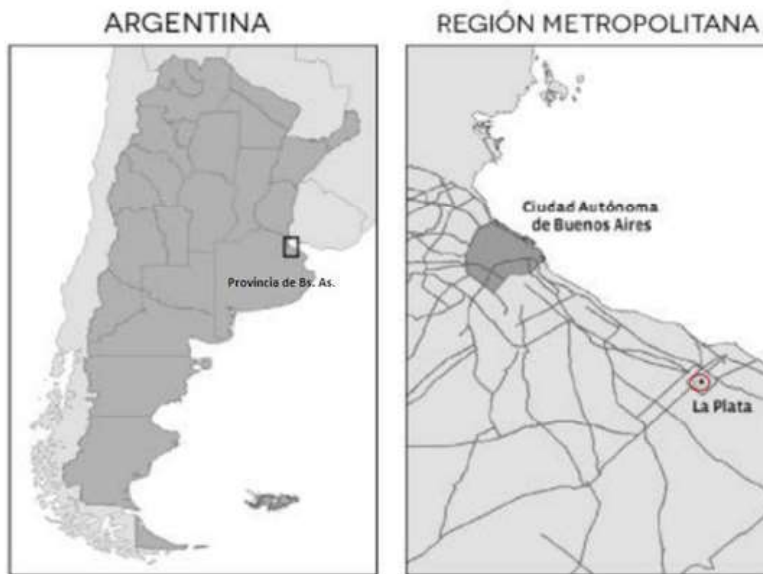 ARGENTINA
REGIÓN METROPOLITANA
Provincia de Bs. As.
Ciudad Autónoma
de Buenos Aires
La Plata